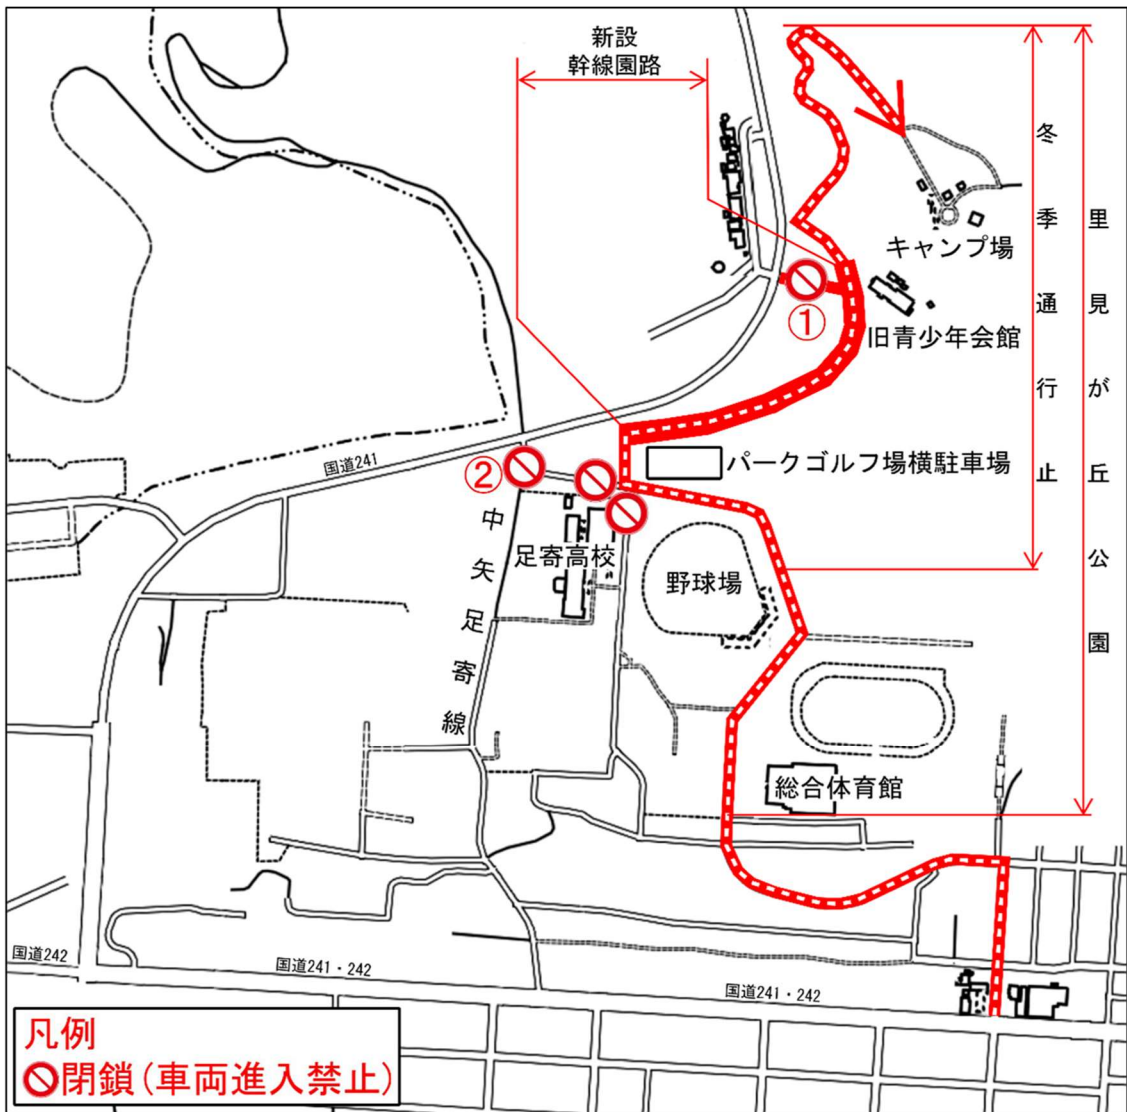 新設
幹線園路
冬季通行止
里見が丘公園
キャンプ場
①
旧青少年会館
国道241
②
パークゴルフ場横駐車場
中矢足寄線
足寄高校
野球場
総合体育館
国道242
国道241・242
国道241・242
凡例
閉鎖(車両進入禁止)